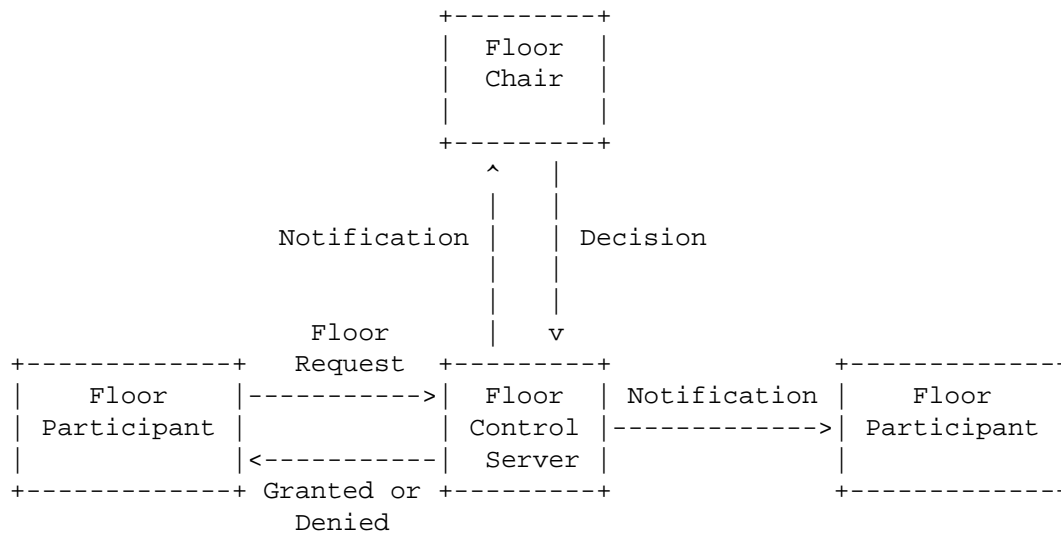 Floor
Chair
Notification Decision
Floor
Request
Floor Floor Notification Floor
Participant Control Participant
Server
Granted or
Denied